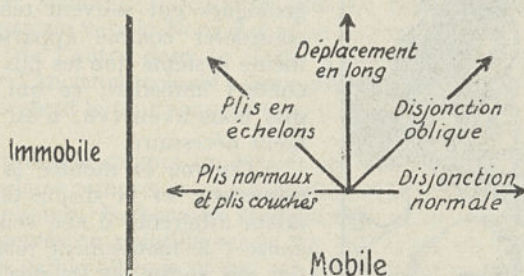 Déplacement
en long
Plis en
échelons
Disjonction
oblique
Immobile
Plis normaux
et plis couchés
Disjonction
normale
Mobile